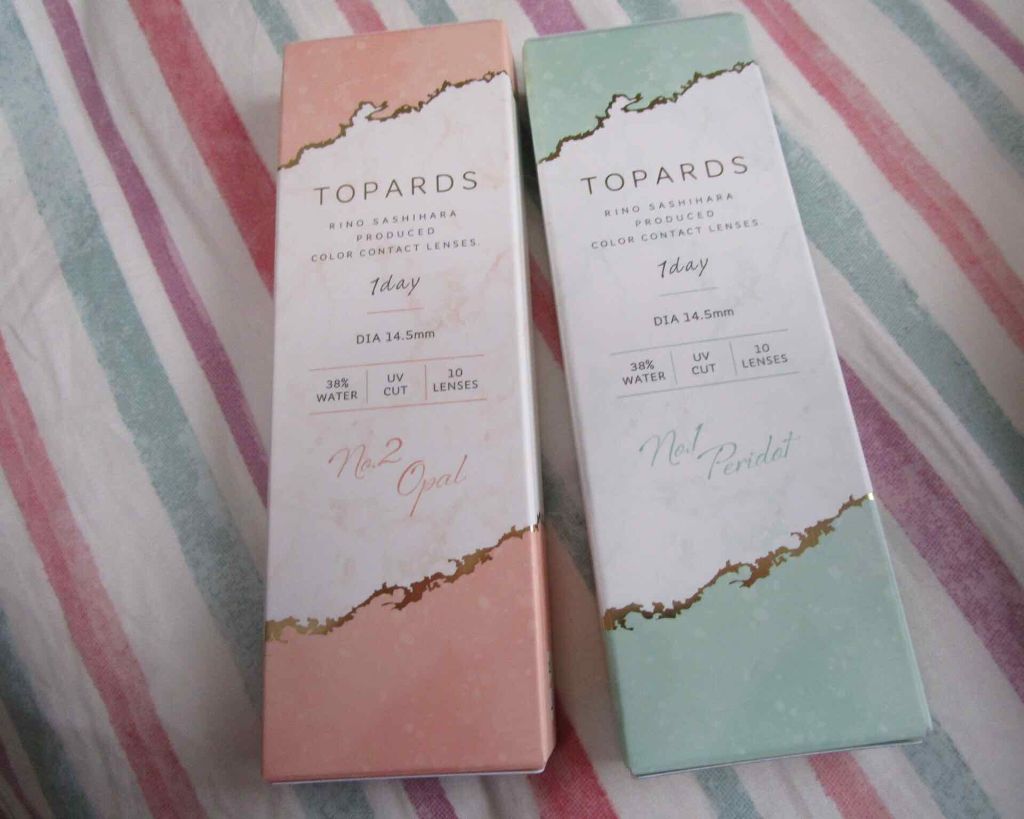 TOPARDS
RINO SASHIHARA
PRODUCED
COLOR CONTACT LENSES.
1day
DIA 14.5mm
38%
WATER
UV
CUT
10
LENSES
No.2
Opal
TOPARDS
RINO SASHIHARA
PRODUCED
COLOR CONTACT LENSES.
1day
DIA 14.5mm
38%
WATER
UV
CUT
10
LENSES
No.1
Peridot